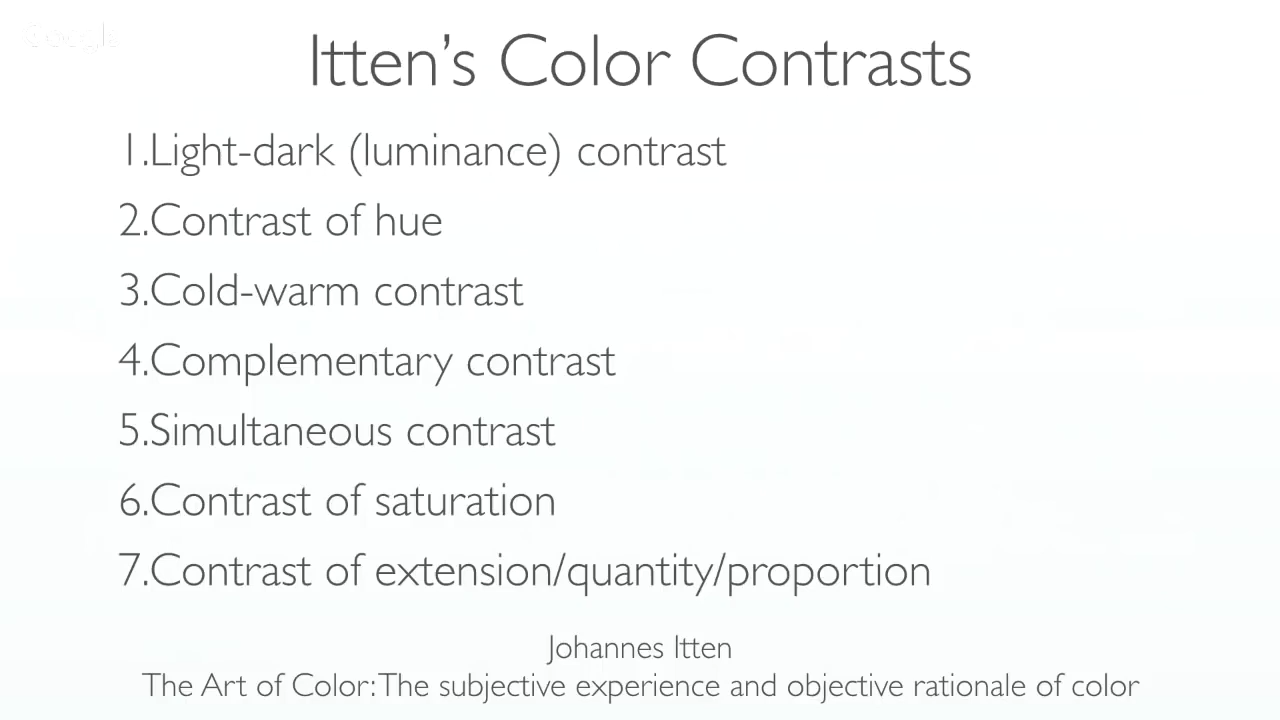 Google
Itten's Color Contrasts
1.Light-dark (luminance) contrast
2.Contrast of hue
3.Cold-warm contrast
4.Complementary contrast
5.Simultaneous contrast
6.Contrast of saturation
7.Contrast of extension/quantity/proportion
Johannes Itten
The Art of Color: The subjective experience and objective rationale of color